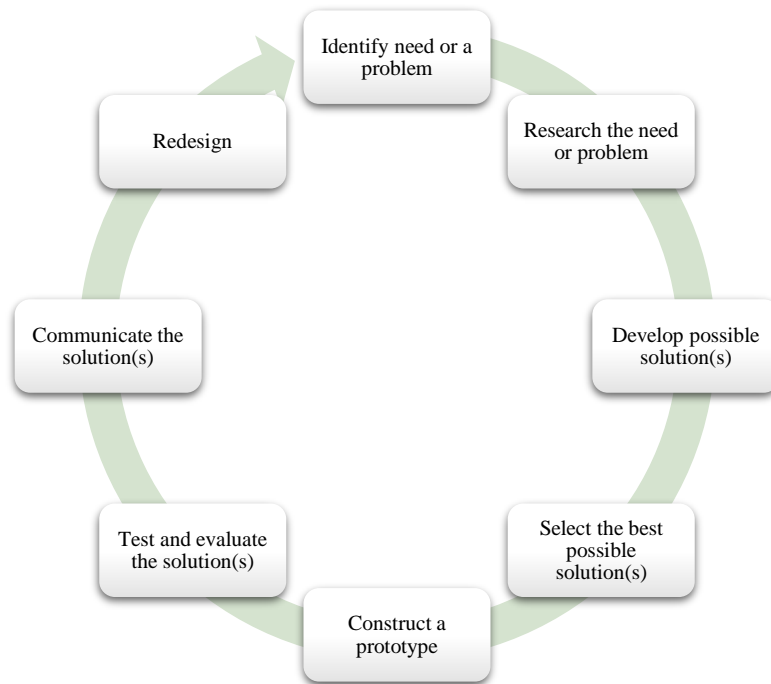 Identify need or a
problem
Research the need
or problem
Develop possible
solution(s)
Select the best
possible
solution(s)
Construct a
prototype
Test and evaluate
the solution(s)
Communicate the
solution(s)
Redesign